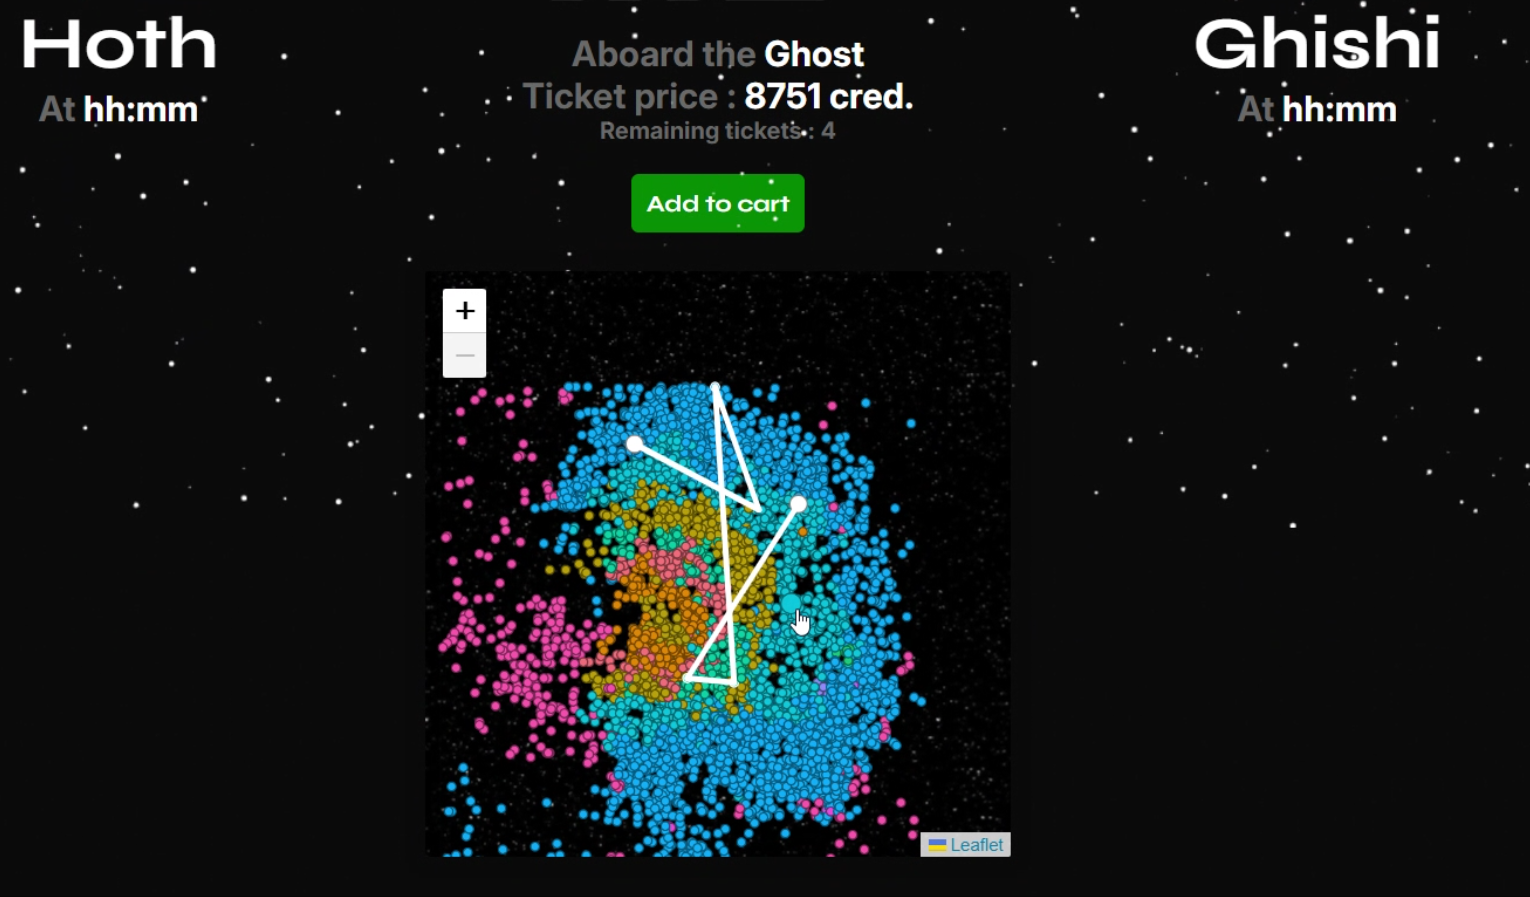 Hoth
At hh:mm
Aboard the Ghost
Ticket price : 8751 cred.
Remaining tickets : 4
Add to cart
Ghishi
At hh:mm
+
−
Leaflet